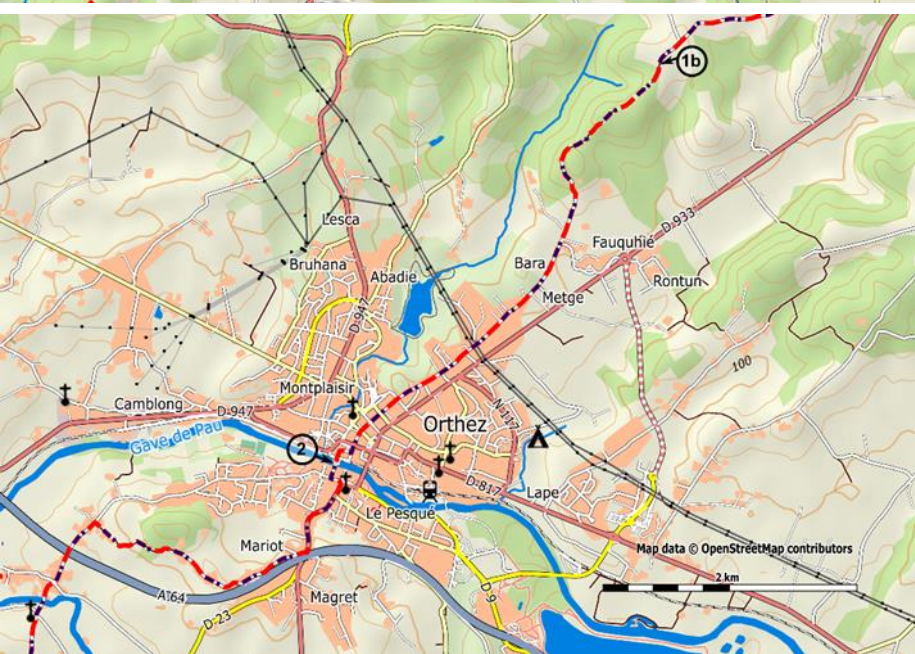 1b
D-933
Lesca
Fauquhié
Bruhana
Abadie
Bara
Rontun
Metge
D-947
100
Montplaisir
Camblong
D-947
Orthez
N 117
Gave de Pau
2
D-817
Lape
Le Pesqué
Mariot
Map data © OpenStreetMap contributors
2 km
A 64
Magret
D 9
D-23